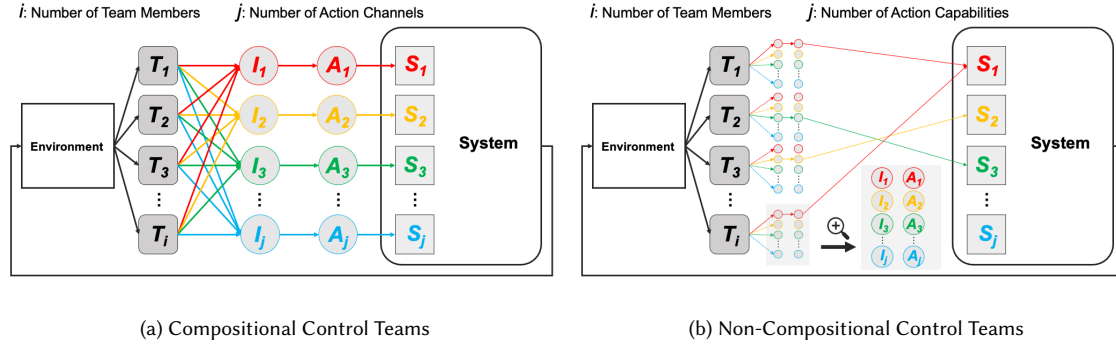 i: Number of Team Members
j: Number of Action Channels
Environment
T1
T2
T3
⋮
Ti
I1
I2
I3
⋮
Ij
A1
A2
A3
⋮
Aj
S1
S2
S3
⋮
Sj
System
(a) Compositional Control Teams
i: Number of Team Members
j: Number of Action Capabilities
Environment
T1
T2
T3
⋮
Ti
I1 A1
I2 A2
I3 A3
Ij Aj
S1
S2
S3
⋮
Sj
System
(b) Non-Compositional Control Teams